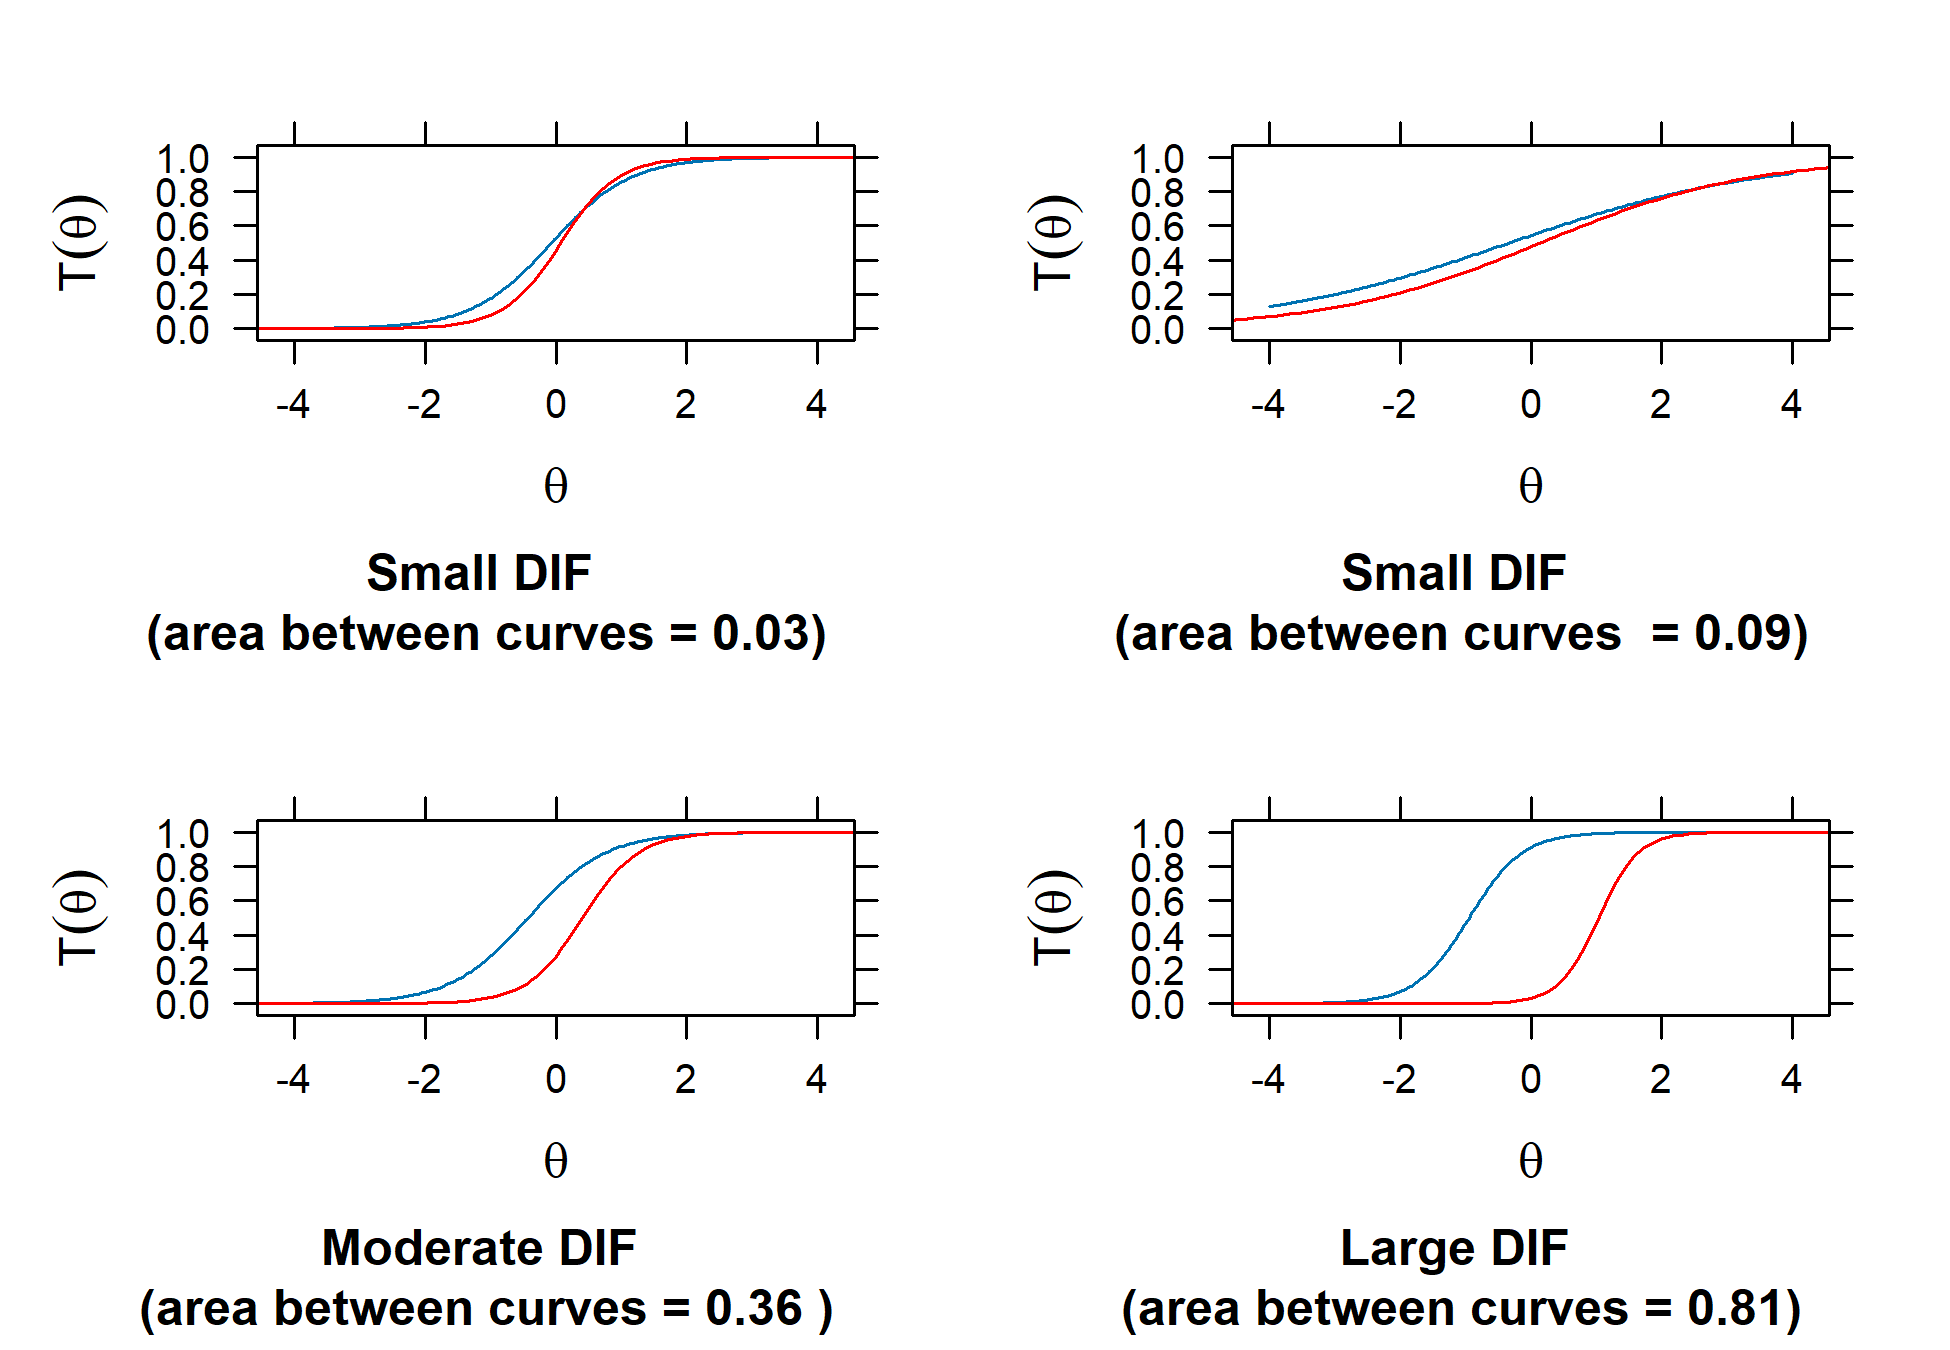 T(θ)
1.0
0.8
0.6
0.4
0.2
0.0
-4 -2 0 2 4
θ
Small DIF
(area between curves = 0.03)
T(θ)
1.0
0.8
0.6
0.4
0.2
0.0
-4 -2 0 2 4
θ
Small DIF
(area between curves  = 0.09)
T(θ)
1.0
0.8
0.6
0.4
0.2
0.0
-4 -2 0 2 4
θ
Moderate DIF
(area between curves = 0.36 )
T(θ)
1.0
0.8
0.6
0.4
0.2
0.0
-4 -2 0 2 4
θ
Large DIF
(area between curves = 0.81)